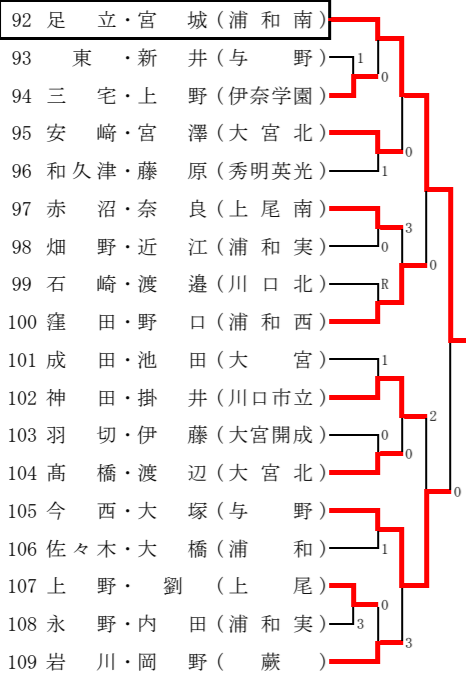 92 足立・宮城(浦和南)
93 東・新井(与野)
94 三宅・上野(伊奈学園)
95 安﨑・宮澤(大宮北)
96 和久津・藤原(秀明英光)
97 赤沼・奈良(上尾南)
98 畑野・近江(浦和実)
99 石崎・渡邉(川口北)
100 窪田・野口(浦和西)
101 成田・池田(大宮)
102 神田・掛井(川口市立)
103 羽切・伊藤(大宮開成)
104 髙橋・渡辺(大宮北)
105 今西・大塚(与野)
106 佐々木・大橋(浦和)
107 上野・劉(上尾)
108 永野・内田(浦和実)
109 岩川・岡野(蕨)
1
0
0
1
3
0
0
R
1
2
0
0
0
1
0
3
3